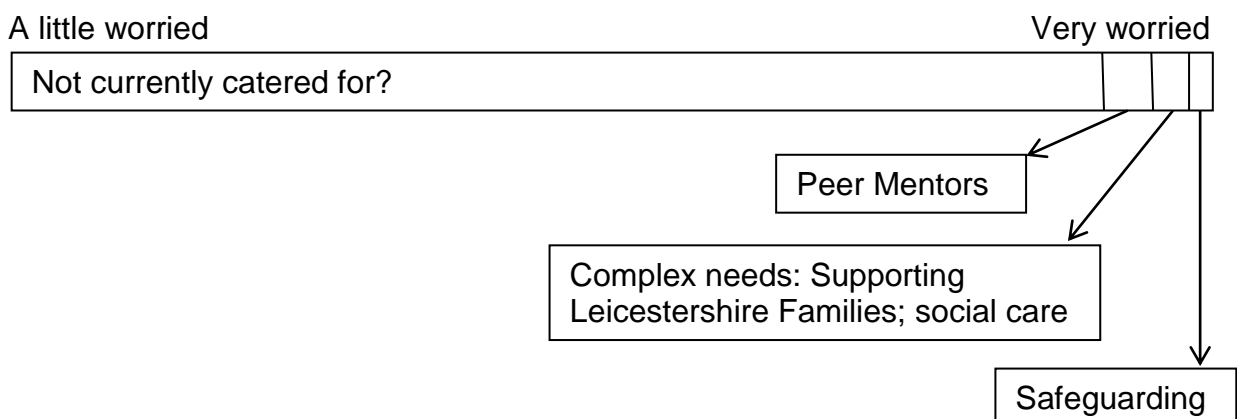 A little worried Very worried
Not currently catered for?
Peer Mentors
Complex needs: Supporting
Leicestershire Families; social care
Safeguarding